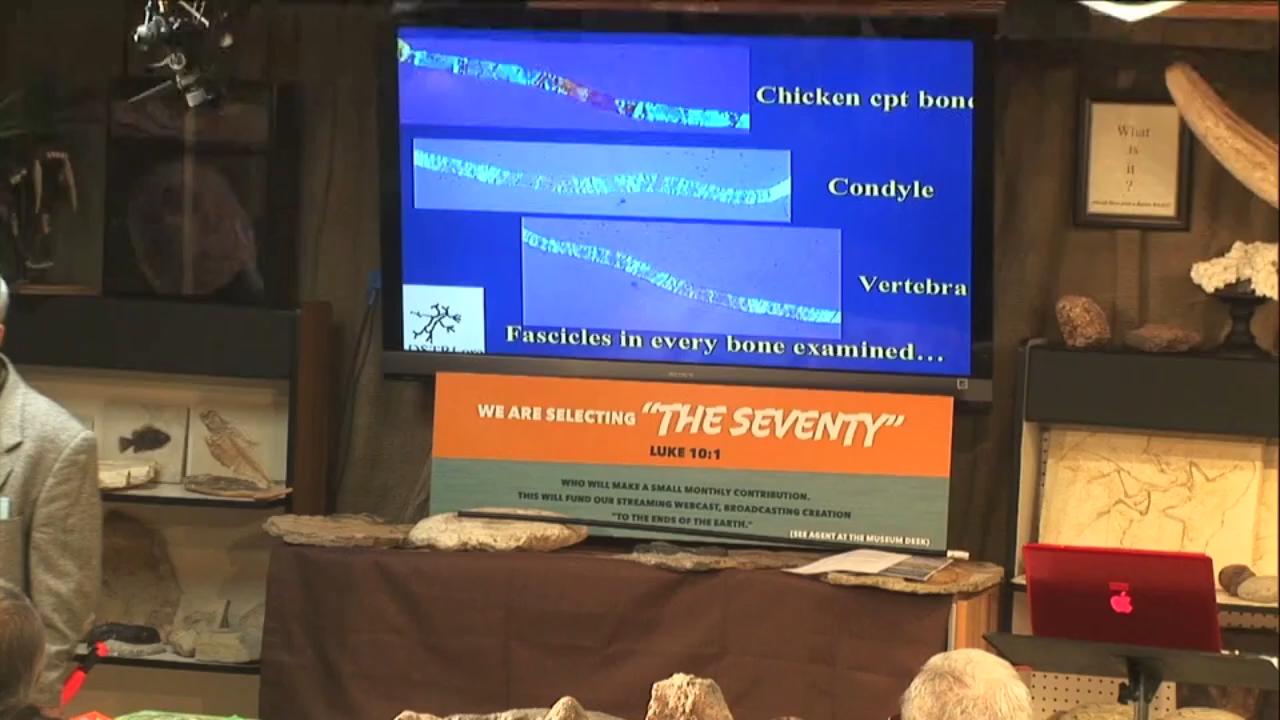 Chicken cpt bone
Condyle
Vertebra
Fascicles in every bone examined...
What
is
it
?
WE ARE SELECTING "THE SEVENTY"
LUKE 10:1
WHO WILL MAKE A SMALL MONTHLY CONTRIBUTION.
THIS WILL FUND OUR STREAMING WEBCAST, BROADCASTING CREATION
"TO THE ENDS OF THE EARTH."
(SEE AGENT AT THE MUSEUM DESK)